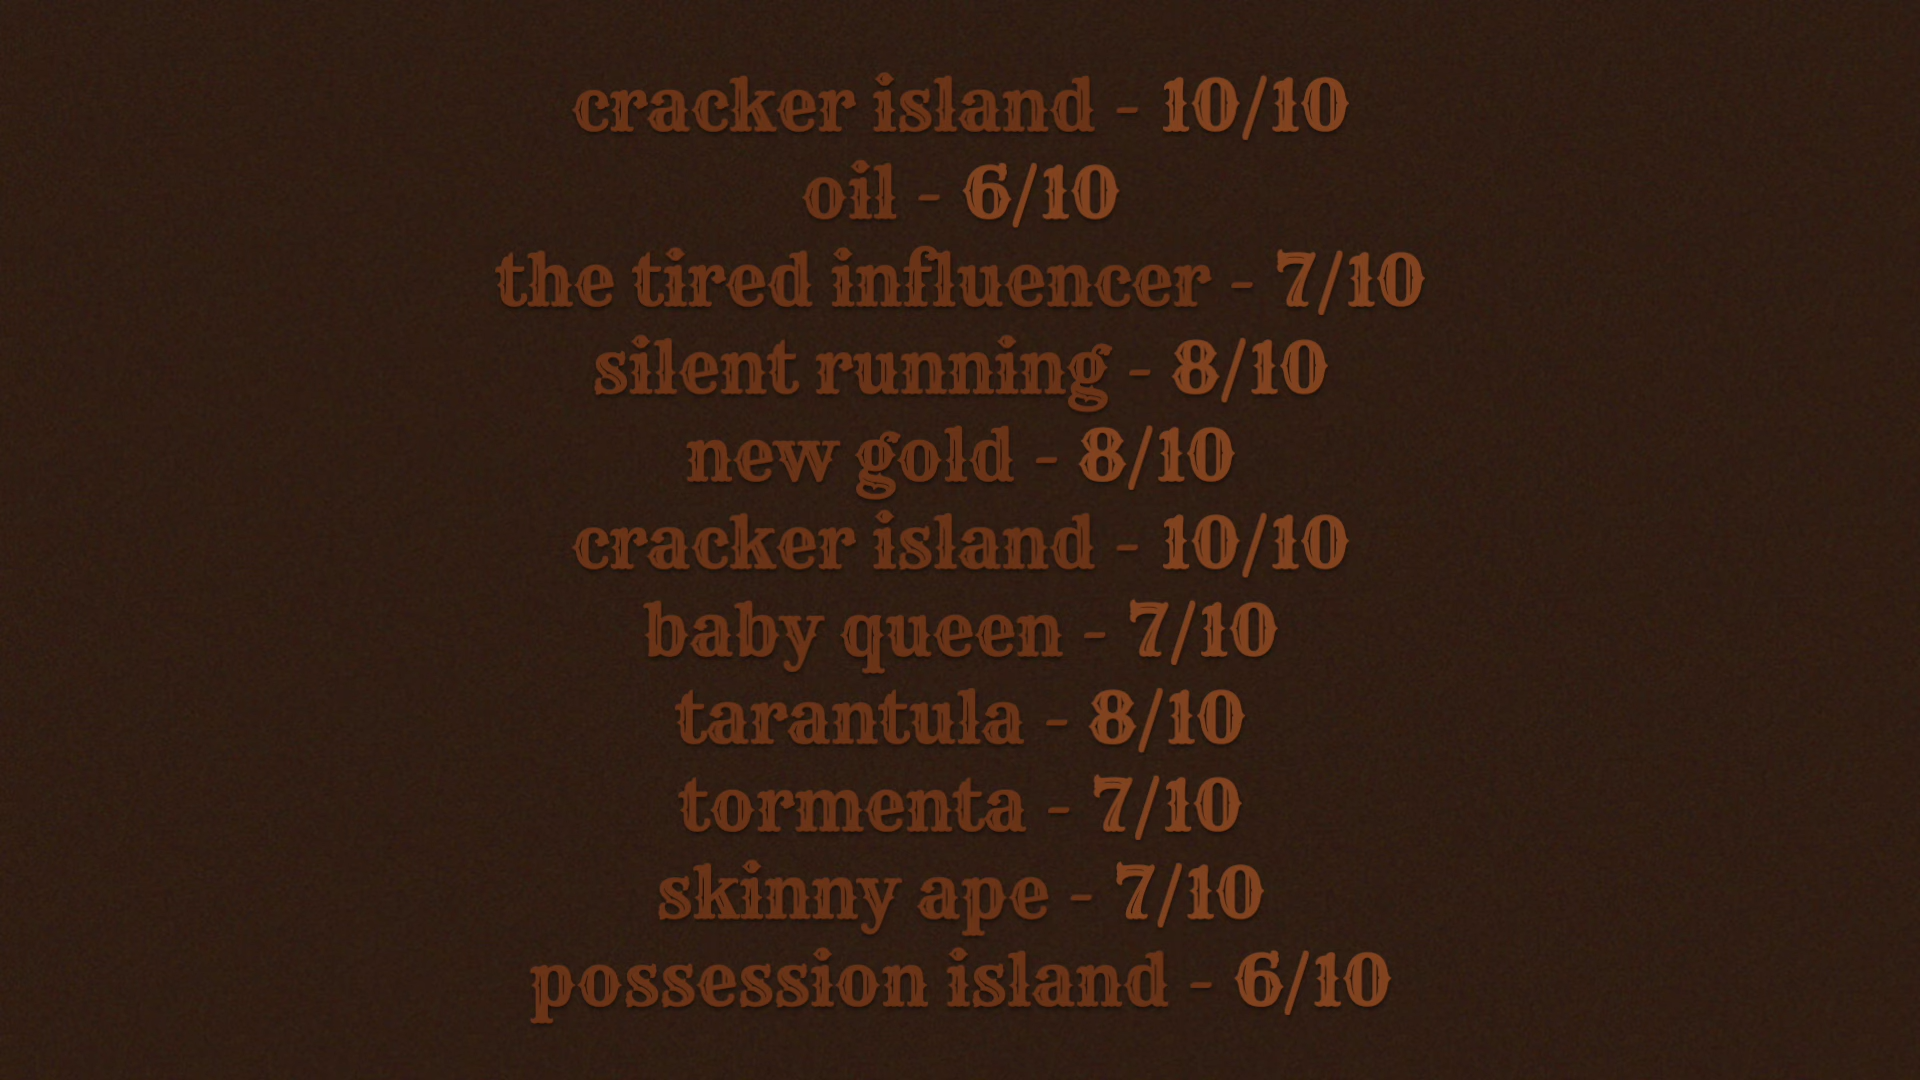 cracker island - 10/10
oil - 6/10
the tired influencer - 7/10
silent running - 8/10
new gold - 8/10
cracker island - 10/10
baby queen - 7/10
tarantula - 8/10
tormenta - 7/10
skinny ape - 7/10
possession island - 6/10